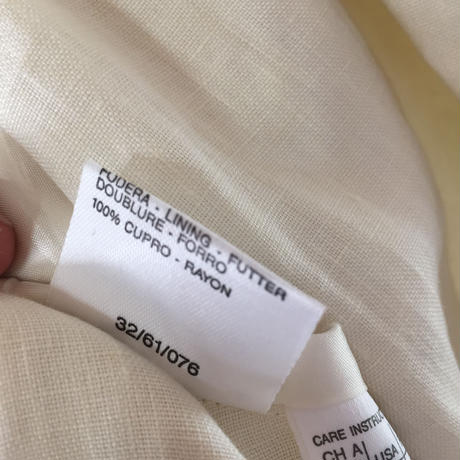 FODERA - LINING - FUTTER
DOUBLURE - FORRO
100% CUPRO - RAYON
32/61/076
CARE INSTRUC
CH A
USA